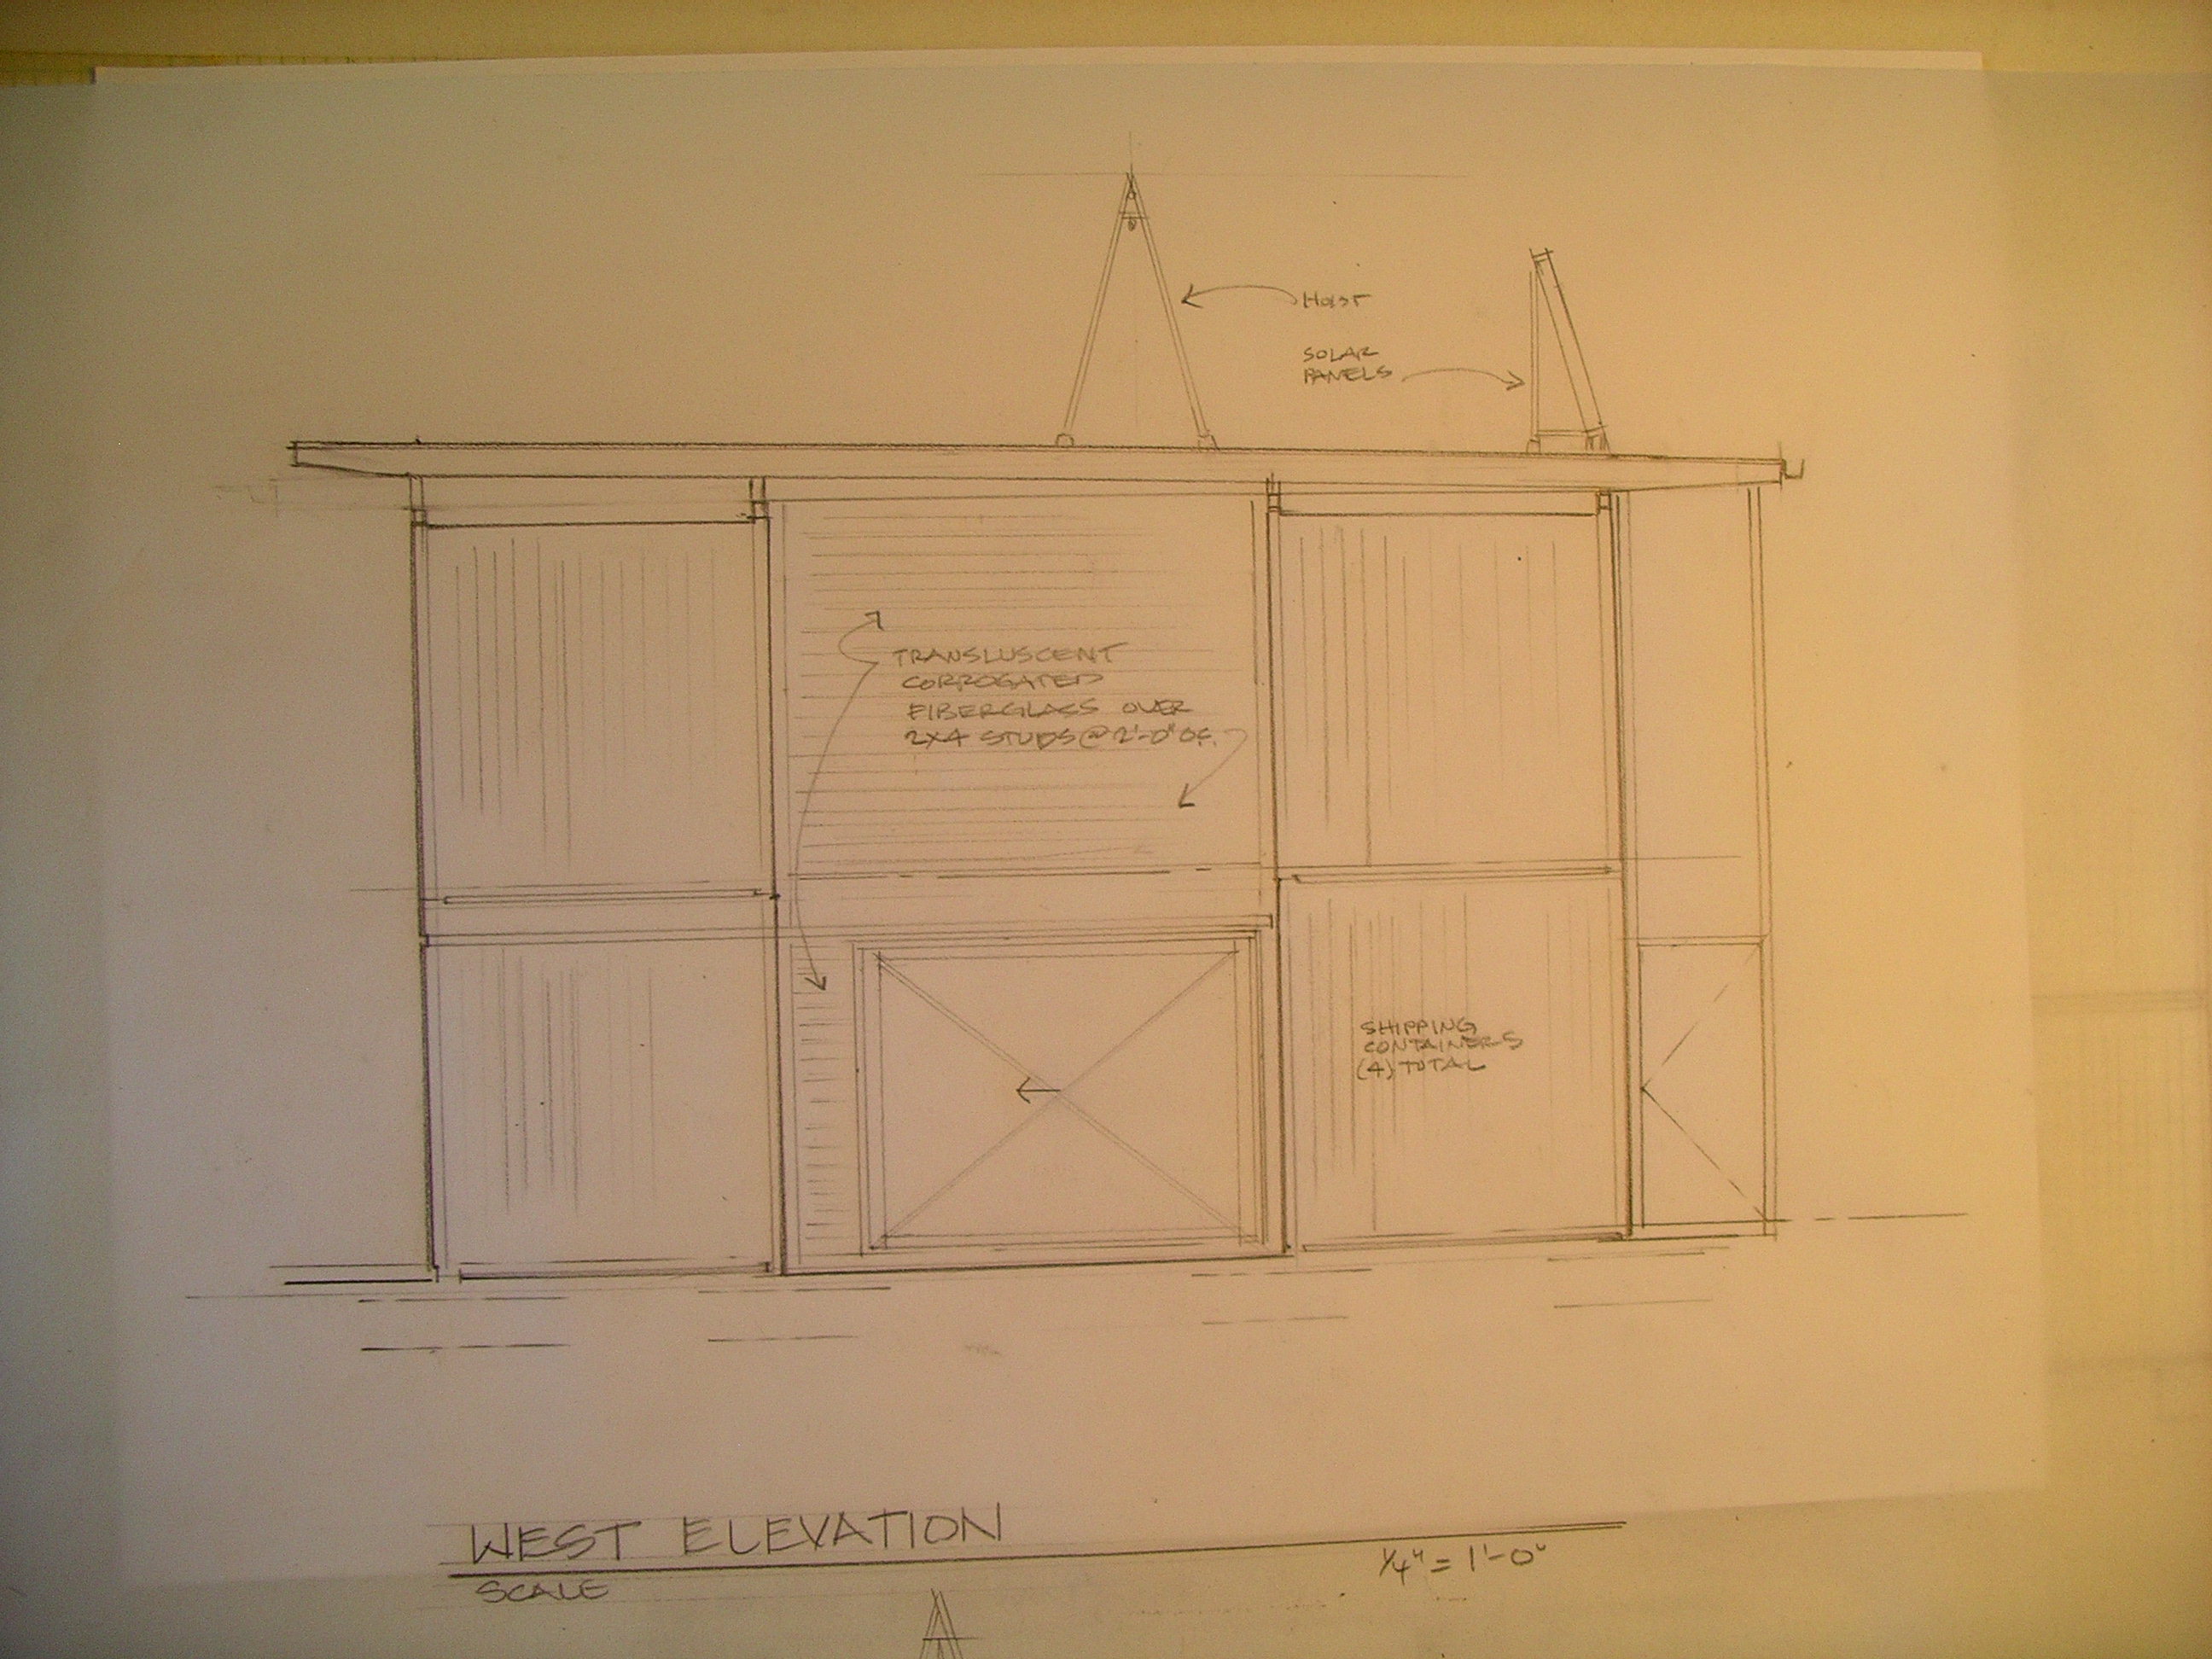 HOIST
SOLAR
PANELS
TRANSLUSCENT
CORROGATED
FIBERGLASS OVER
2X4 STUDS @ 2'-0" O.C.
SHIPPING
CONTAINERS
(4) TOTAL
WEST ELEVATION
SCALE
1/4" = 1'-0"